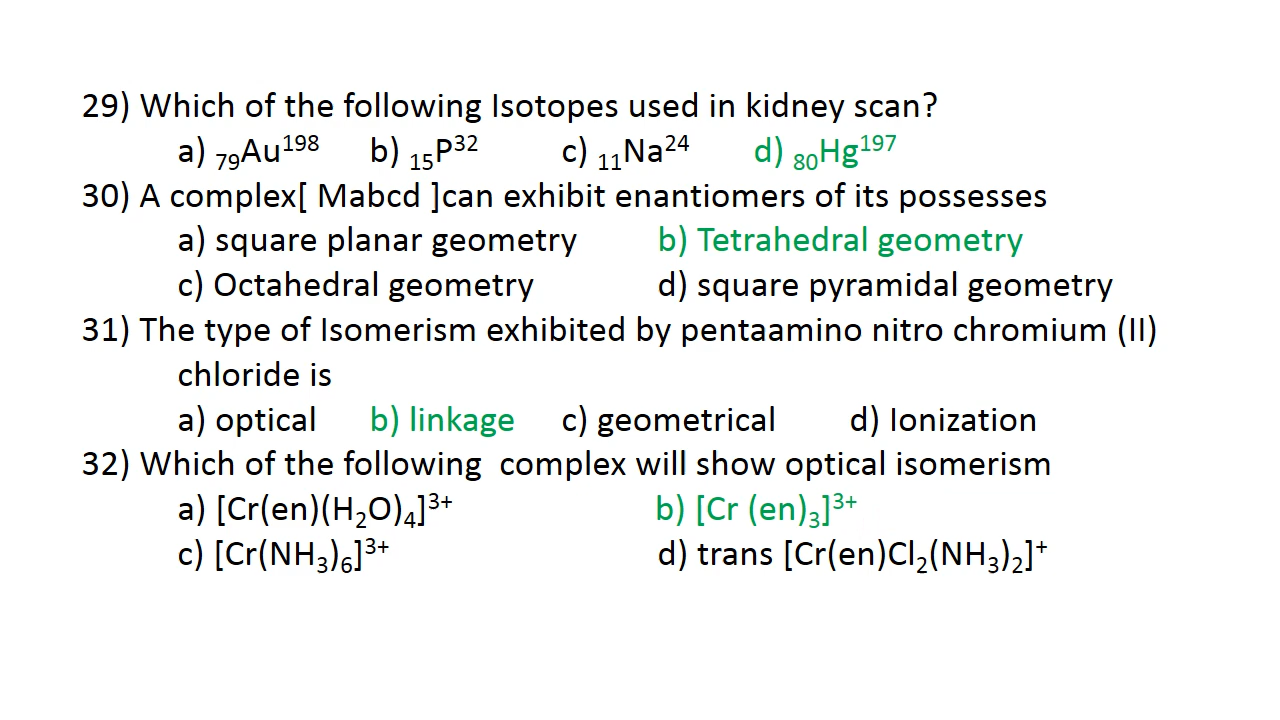 29) Which of the following Isotopes used in kidney scan?
a) ₇₉Au¹⁹⁸ b) ₁₅P³² c) ₁₁Na²⁴ d) ₈₀Hg¹⁹⁷
30) A complex[ Mabcd ]can exhibit enantiomers of its possesses
a) square planar geometry b) Tetrahedral geometry
c) Octahedral geometry d) square pyramidal geometry
31) The type of Isomerism exhibited by pentaamino nitro chromium (II)
chloride is
a) optical b) linkage c) geometrical d) Ionization
32) Which of the following complex will show optical isomerism
a) [Cr(en)(H₂O)₄]³⁺ b) [Cr (en)₃]³⁺
c) [Cr(NH₃)₆]³⁺ d) trans [Cr(en)Cl₂(NH₃)₂]⁺